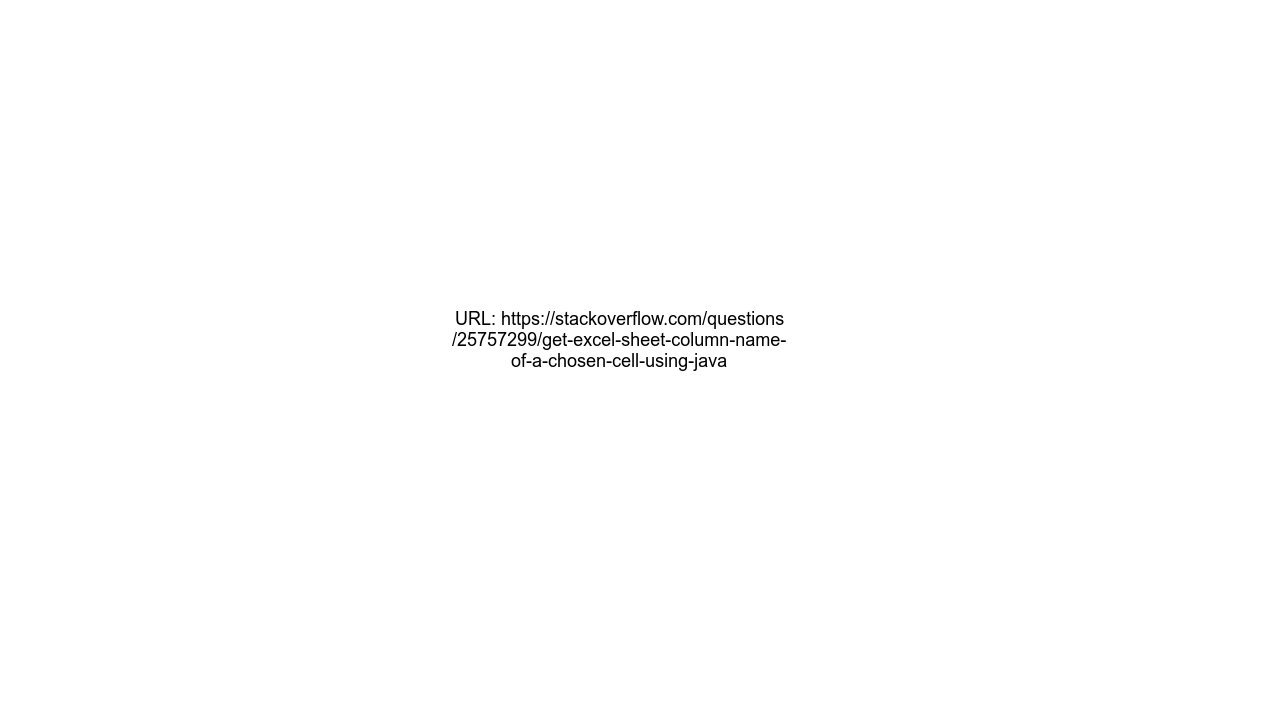 URL: https://stackoverflow.com/questions
/25757299/get-excel-sheet-column-name-
of-a-chosen-cell-using-java